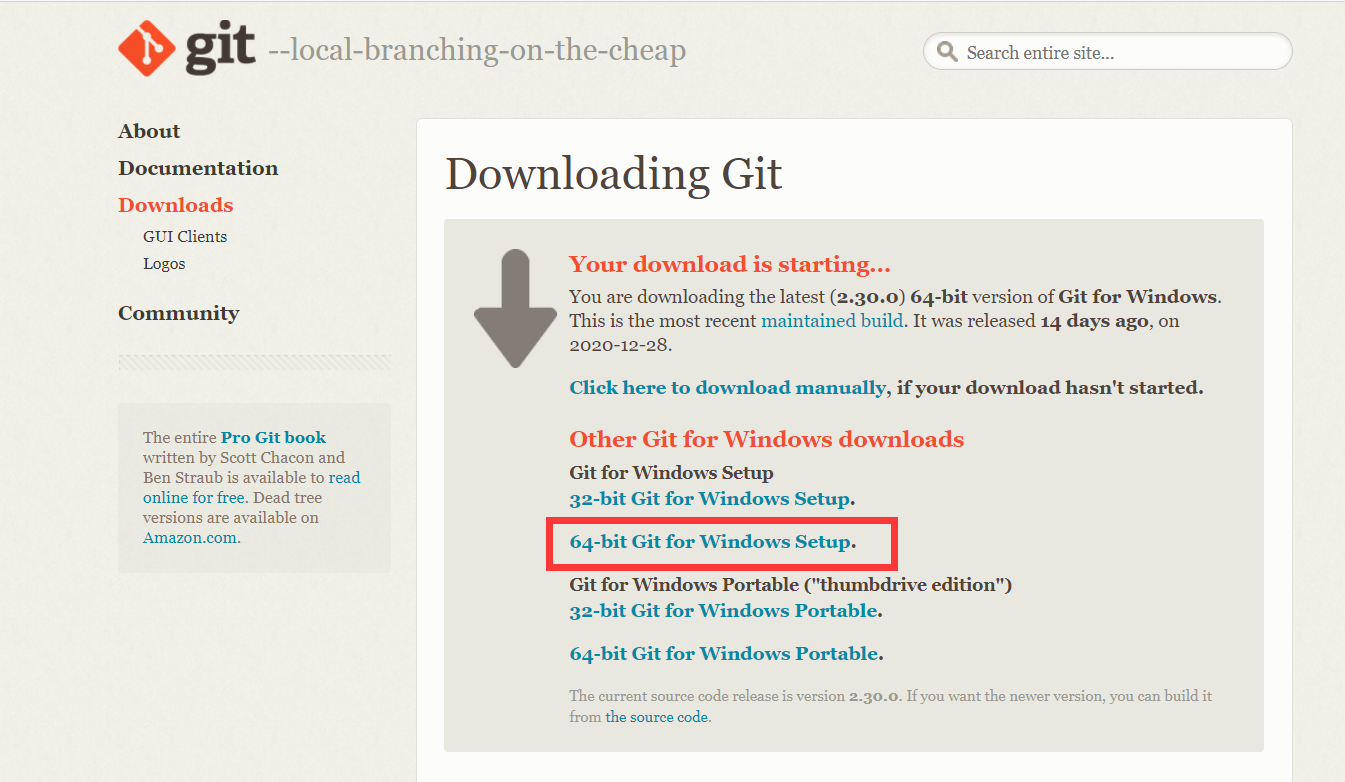 git --local-branching-on-the-cheap
Search entire site...
About
Documentation
Downloads
GUI Clients
Logos
Community
The entire Pro Git book
written by Scott Chacon and
Ben Straub is available to read
online for free. Dead tree
versions are available on
Amazon.com.
Downloading Git
Your download is starting...
You are downloading the latest (2.30.0) 64-bit version of Git for Windows.
This is the most recent maintained build. It was released 14 days ago, on
2020-12-28.
Click here to download manually, if your download hasn't started.
Other Git for Windows downloads
Git for Windows Setup
32-bit Git for Windows Setup.
64-bit Git for Windows Setup.
Git for Windows Portable ("thumbdrive edition")
32-bit Git for Windows Portable.
64-bit Git for Windows Portable.
The current source code release is version 2.30.0. If you want the newer version, you can build it
from the source code.